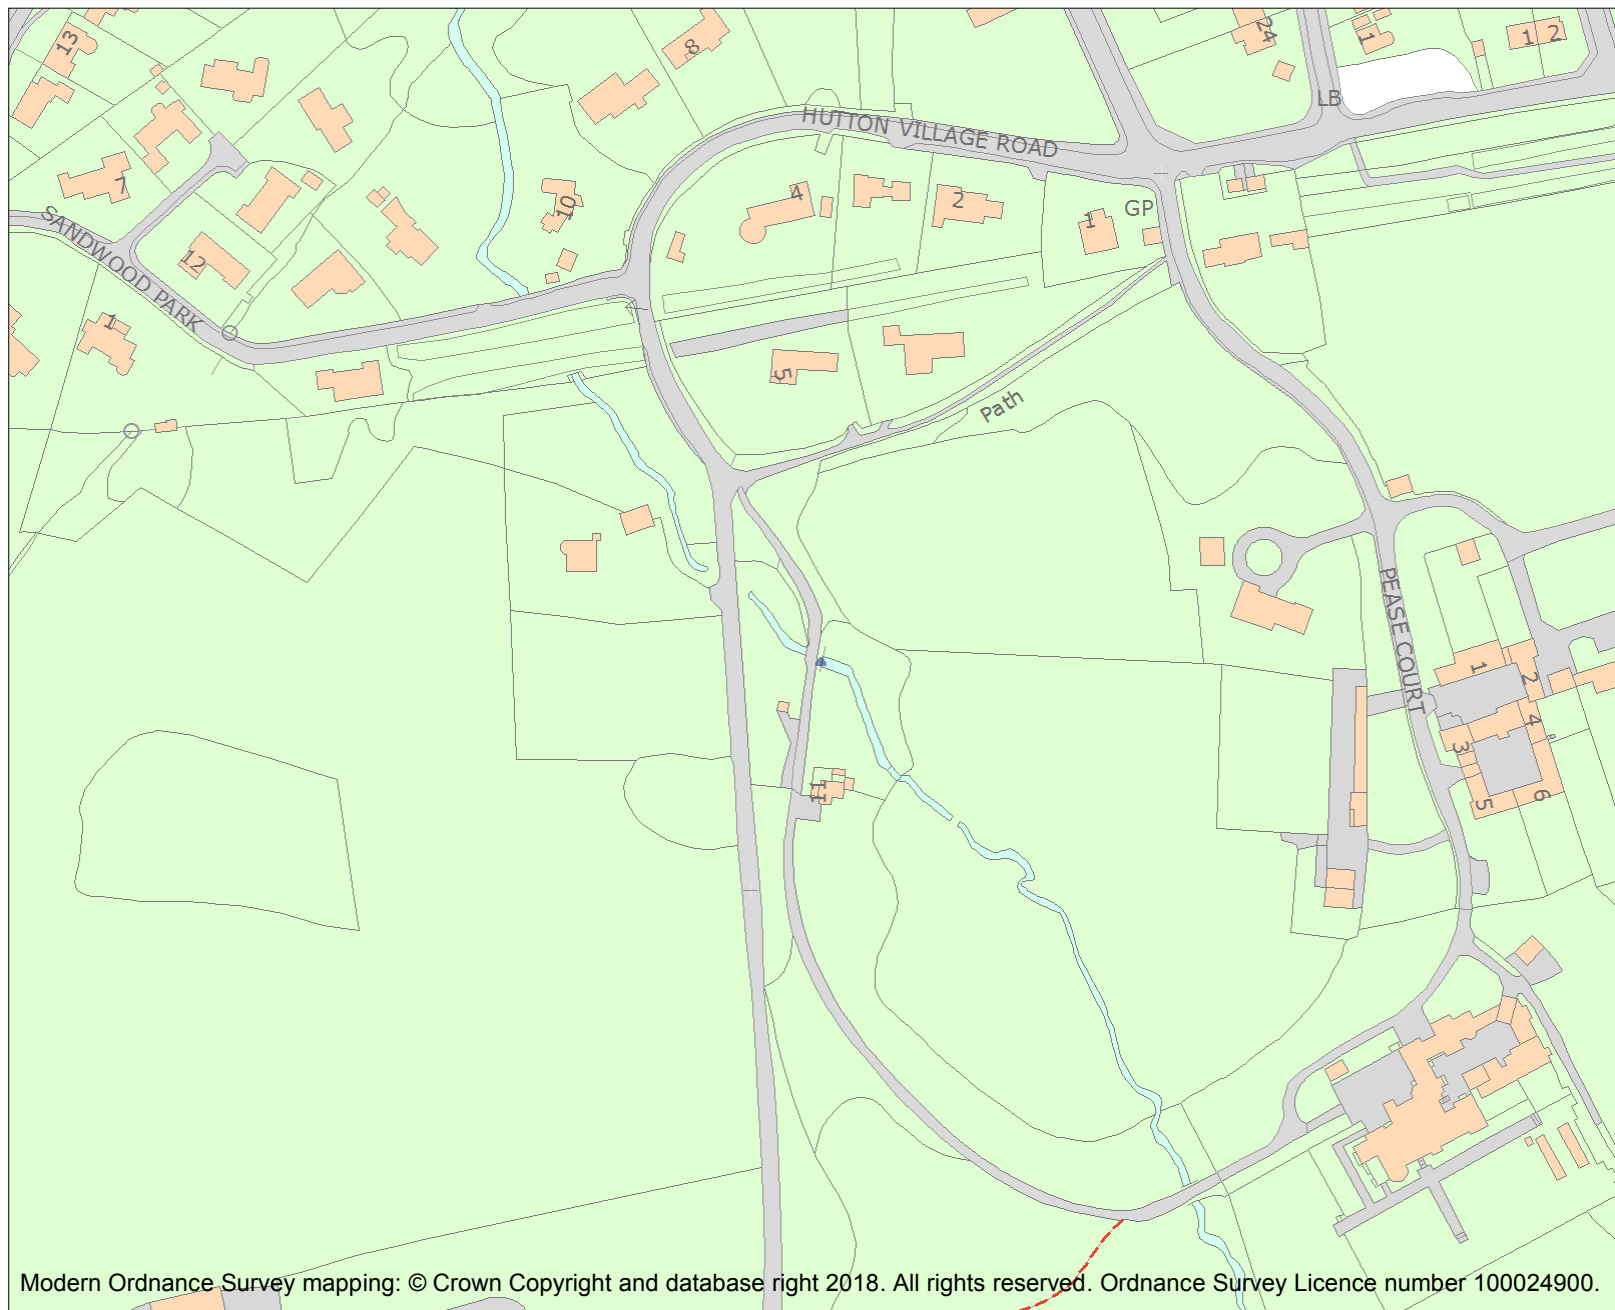 13
8
24
1
1 2
LB
HUTTON VILLAGE ROAD
7
10
4
2
1
GP
SANDWOOD PARK
12
1
5
Path
PEASE COURT
1
2
4
3
11
5
6
Modern Ordnance Survey mapping: © Crown Copyright and database right 2018. All rights reserved. Ordnance Survey Licence number 100024900.